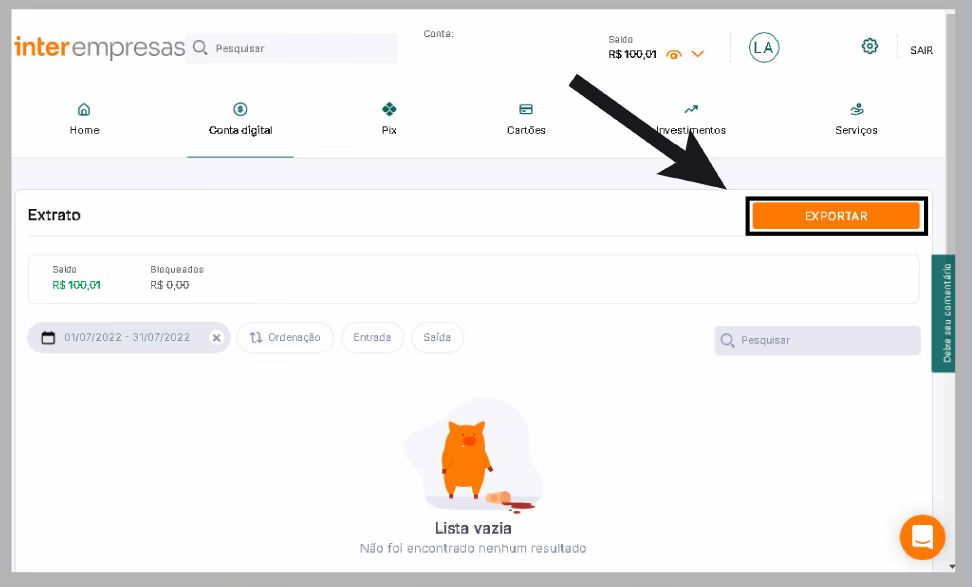 interempresas
Pesquisar
Conta:
Saldo
R$ 100,01
LA
SAIR
Home
Conta digital
Pix
Cartões
Investimentos
Serviços
Extrato
EXPORTAR
Saldo
R$ 100,01
Bloqueados
R$ 0,00
01/07/2022 - 31/07/2022
Ordenação
Entrada
Saída
Pesquisar
Deixe seu comentário
Lista vazia
Não foi encontrado nenhum resultado